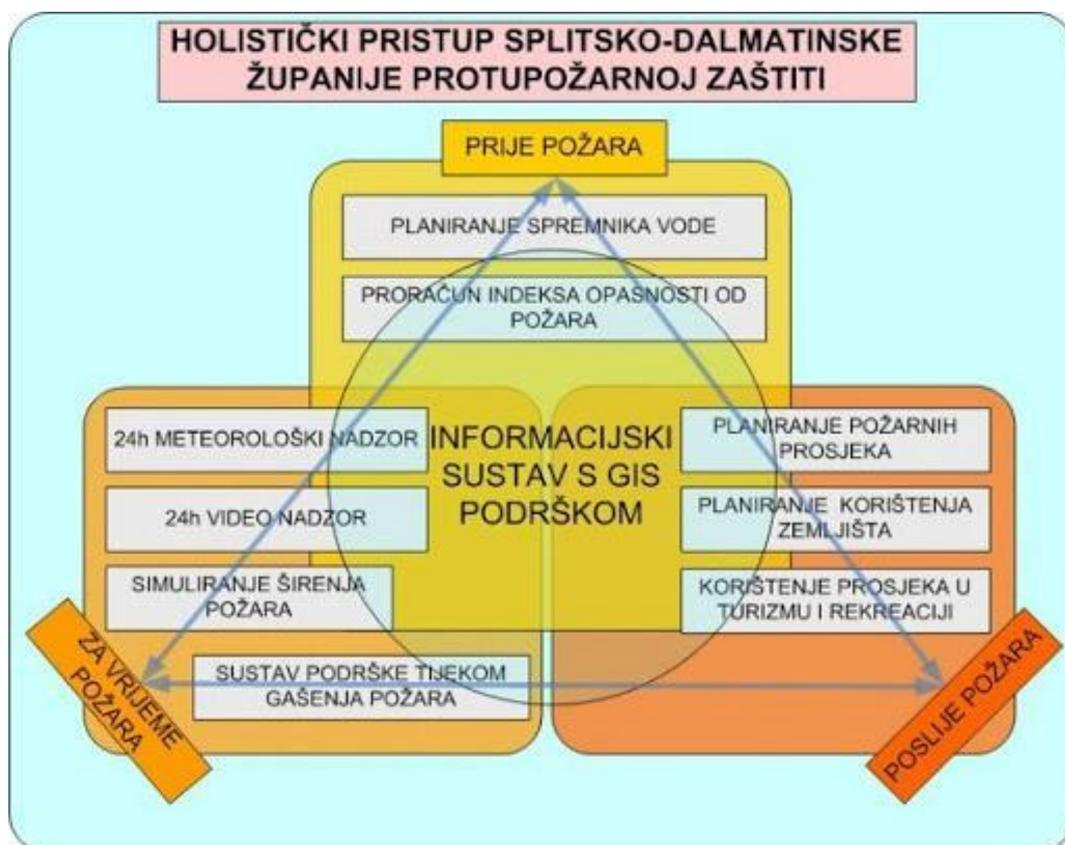 HOLISTIČKI PRISTUP SPLITSKO-DALMATINSKE
ŽUPANIJE PROTUPOŽARNOJ ZAŠTITI
PRIJE POŽARA
PLANIRANJE SPREMNIKA VODE
PRORAČUN INDEKSA OPASNOSTI OD
POŽARA
24h METEOROLOŠKI NADZOR
24h VIDEO NADZOR
SIMULIRANJE ŠIRENJA
POŽARA
SUSTAV PODRŠKE TIJEKOM
GAŠENJA POŽARA
ZA VRIJEME
POŽARA
INFORMACIJSKI
SUSTAV S GIS
PODRŠKOM
PLANIRANJE POŽARNIH
PROSJEKA
PLANIRANJE KORIŠTENJA
ZEMLJIŠTA
KORIŠTENJE PROSJEKA U
TURIZMU I REKREACIJI
POSLIJE POŽARA